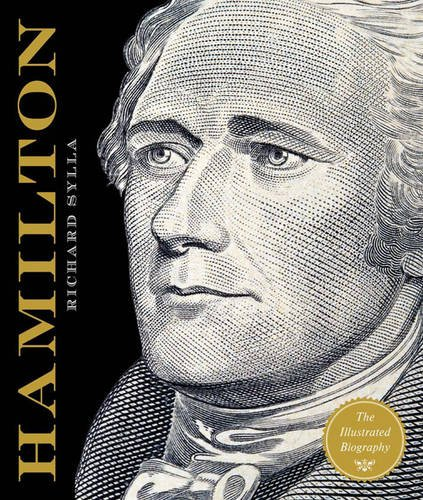 HAMILTON
RICHARD SYLLA
The
Illustrated
Biography